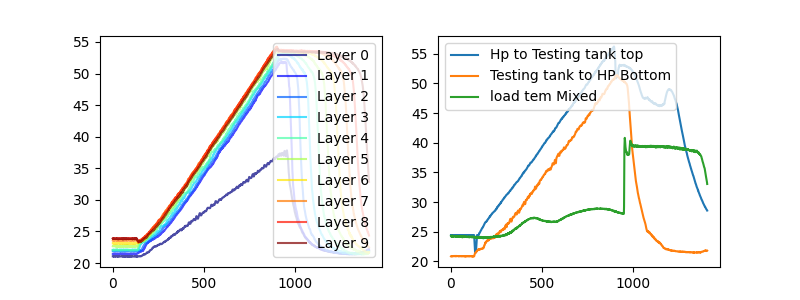 55
50
45
40
35
30
25
20
0
500
1000
Layer 0
Layer 1
Layer 2
Layer 3
Layer 4
Layer 5
Layer 6
Layer 7
Layer 8
Layer 9
55
50
45
40
35
30
25
20
0
500
1000
Hp to Testing tank top
Testing tank to HP Bottom
load tem Mixed